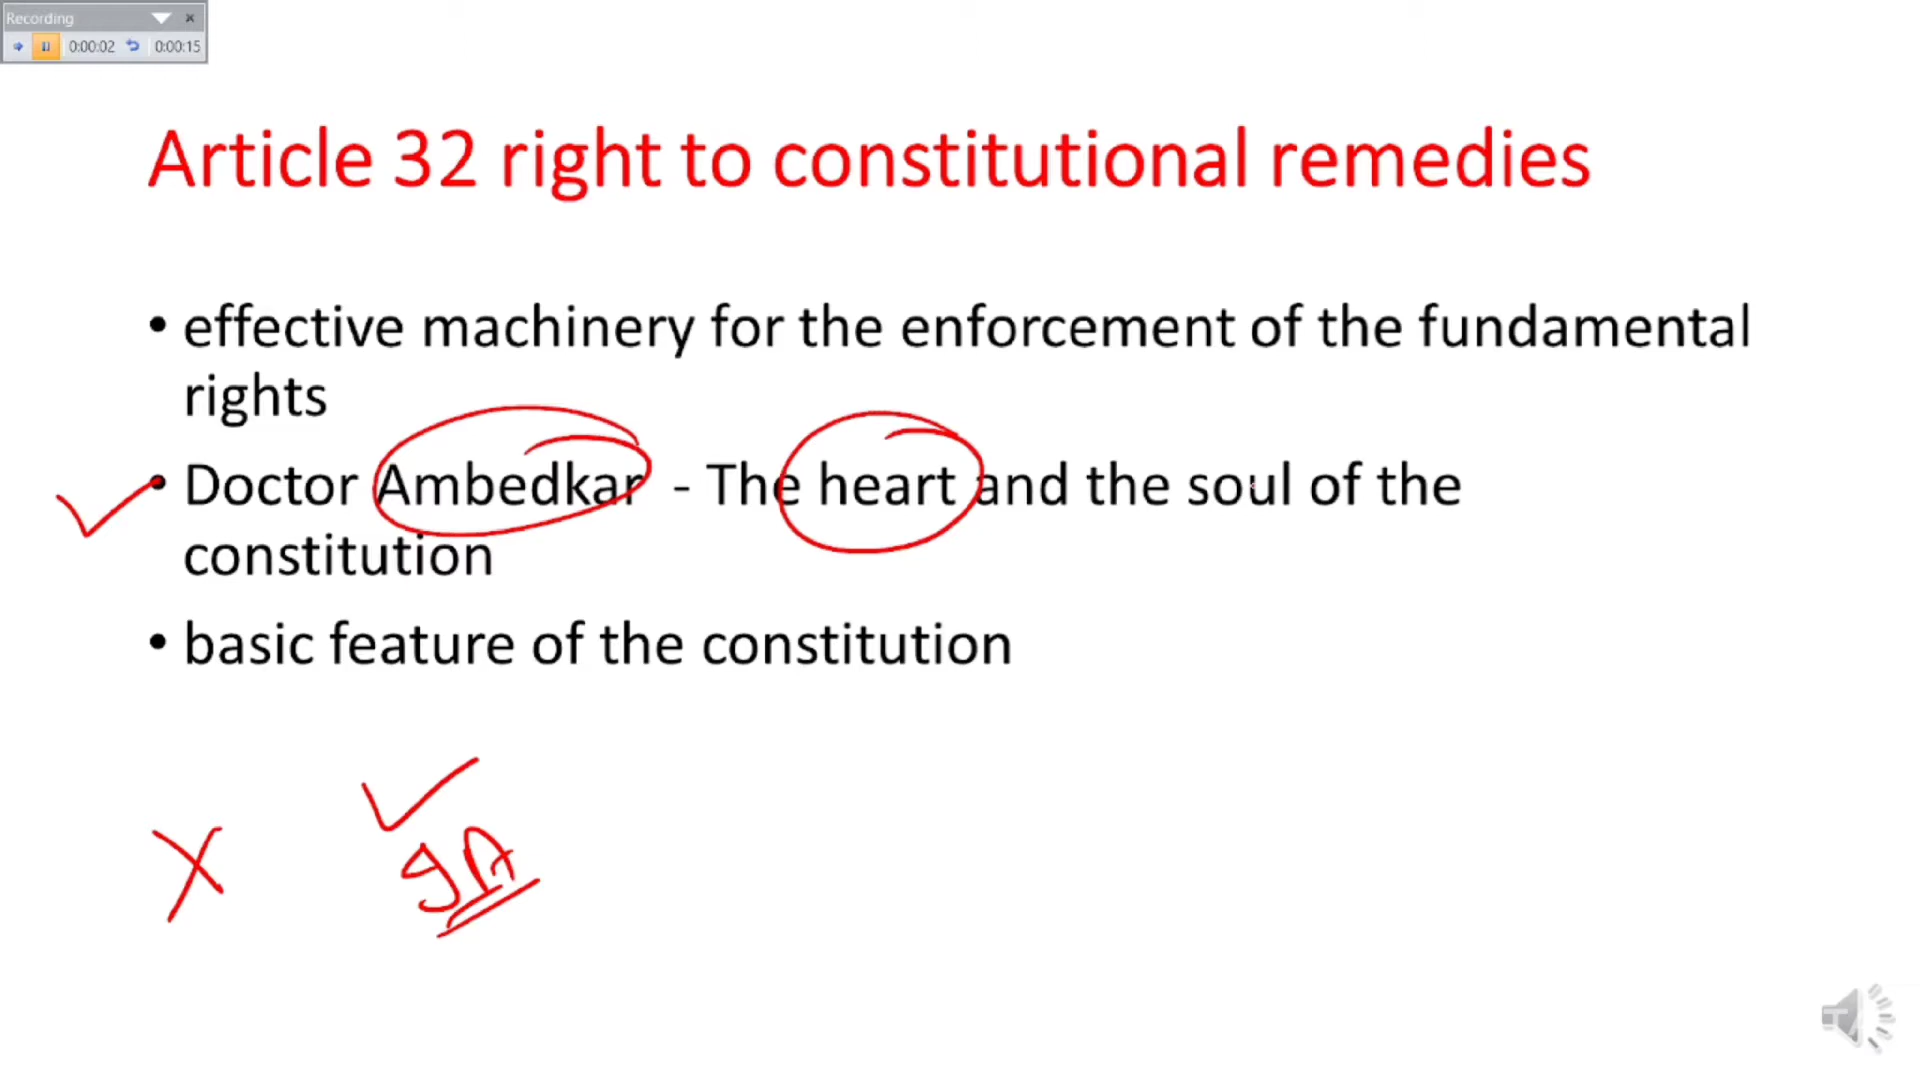 Recording
0:00:02 0:00:15
Article 32 right to constitutional remedies
• effective machinery for the enforcement of the fundamental
rights
• Doctor Ambedkar - The heart and the soul of the
constitution
• basic feature of the constitution